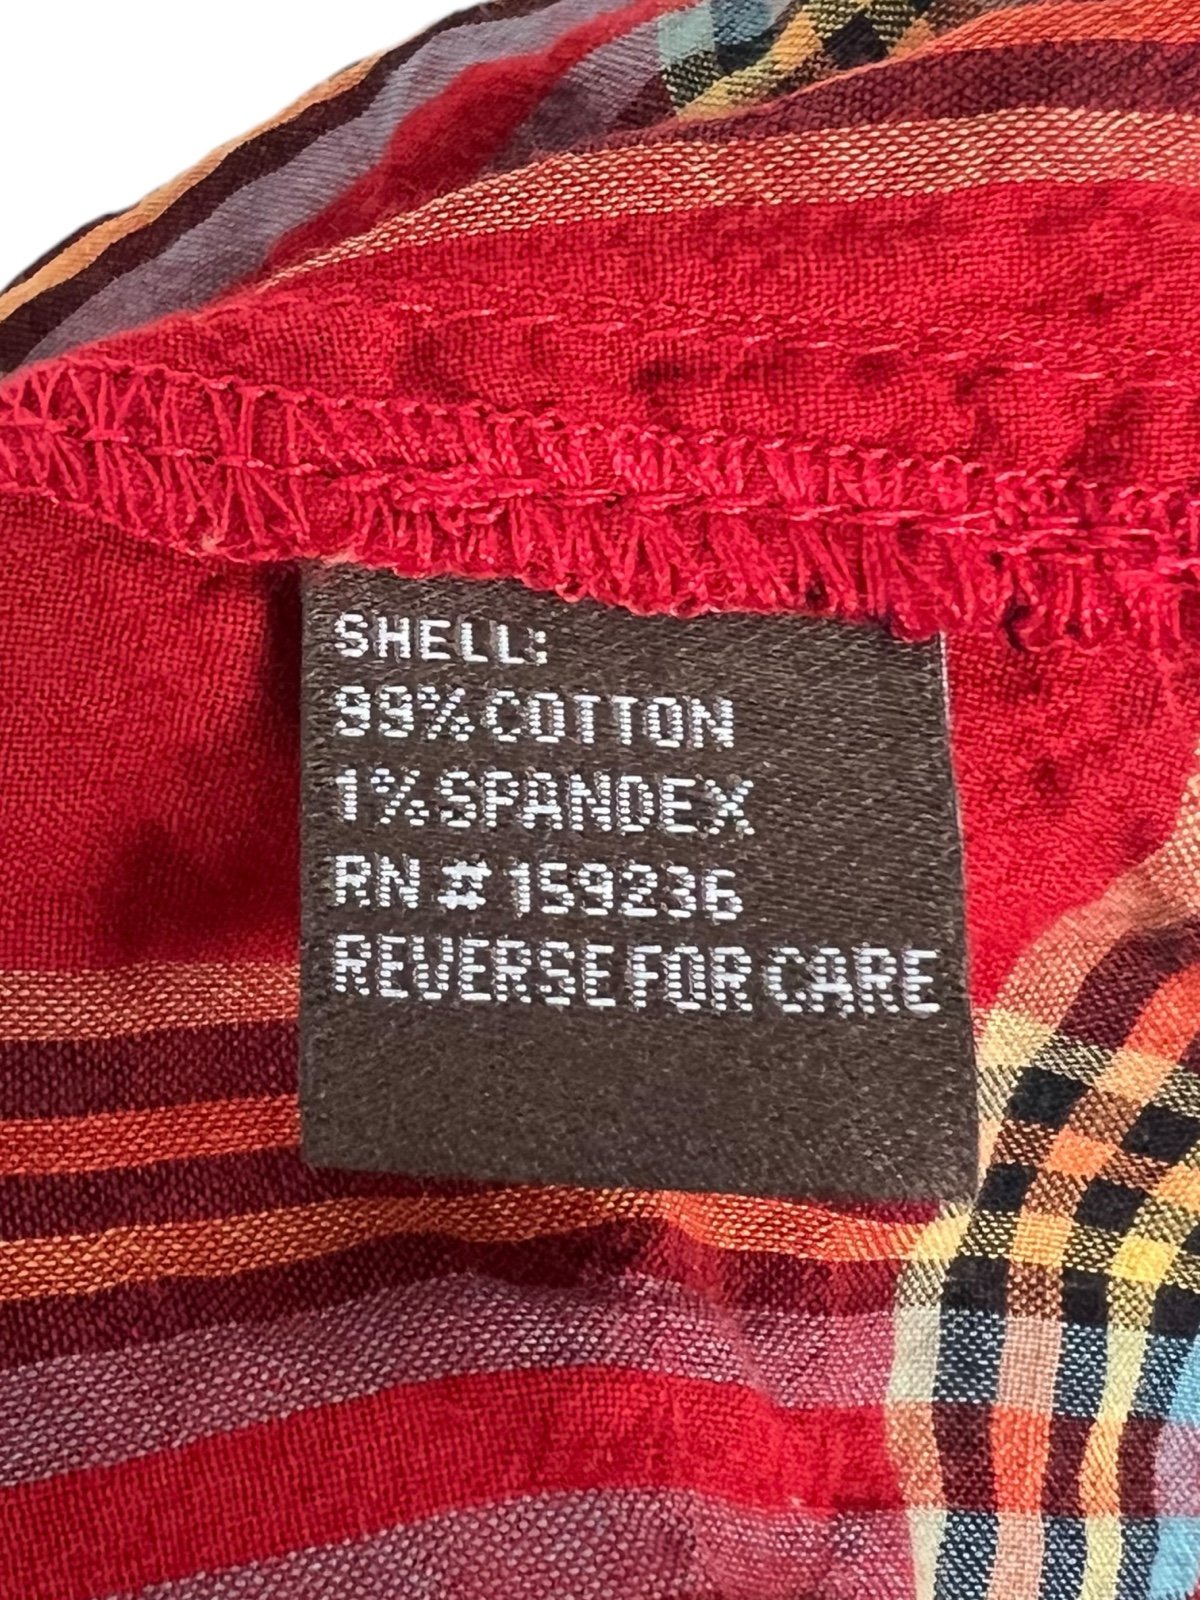 SHELL:
99% COTTON
1% SPANDEX
RN # 159236
REVERSE FOR CARE